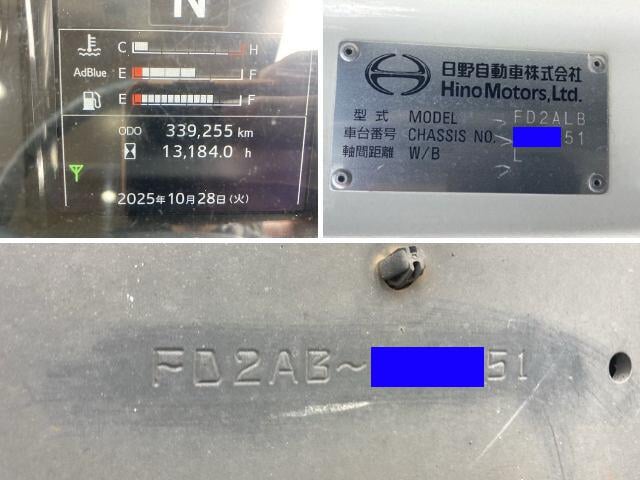 N
C H
AdBlue E F
E F
ODO 339,255 km
13,184.0 h
2025年10月28日(火)
日野自動車株式会社
Hino Motors, Ltd.
型式 MODEL FD2ALB
車台番号 CHASSIS NO. 51
軸間距離 W/B L
FD2AB~ 51